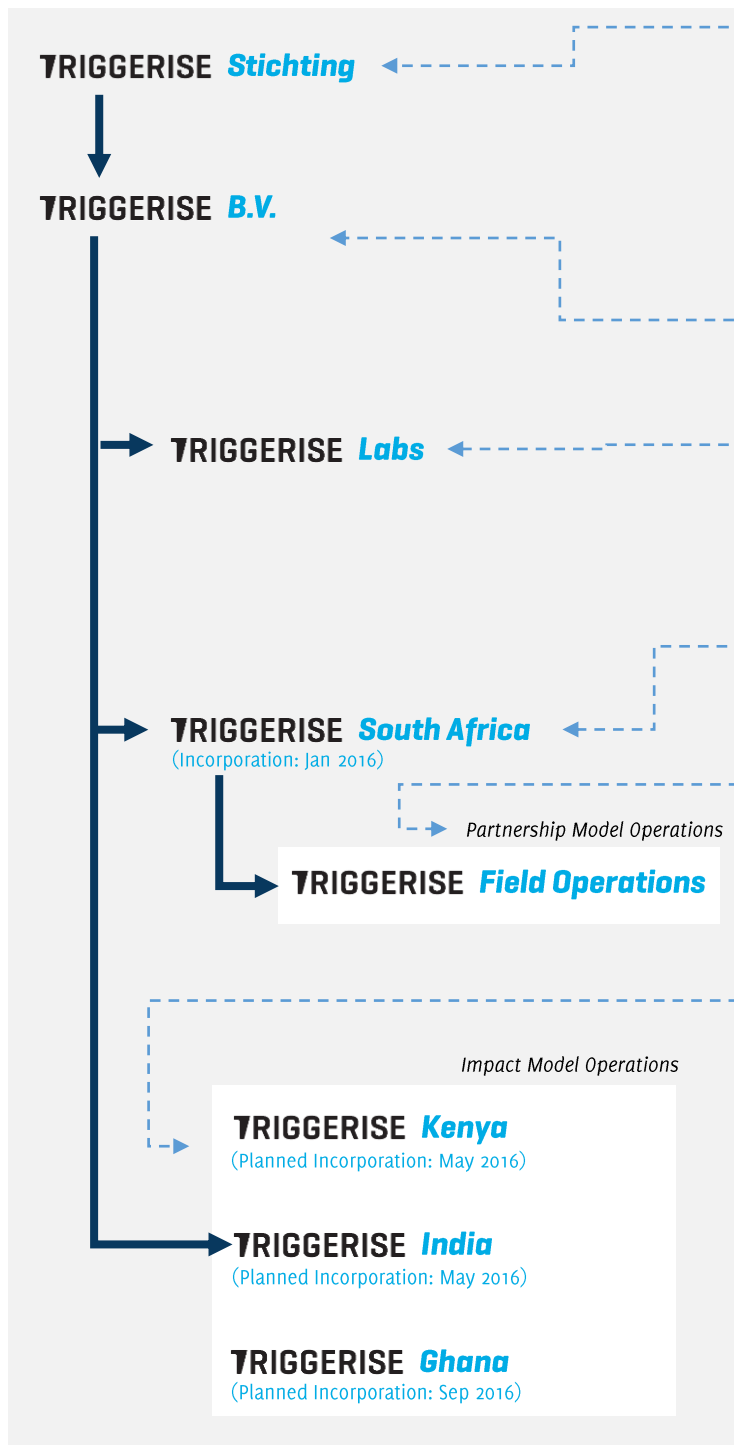 TRIGGERISE Stichting
TRIGGERISE B.V.
TRIGGERISE Labs
TRIGGERISE South Africa
(Incorporation: Jan 2016)
Partnership Model Operations
TRIGGERISE Field Operations
Impact Model Operations
TRIGGERISE Kenya
(Planned Incorporation: May 2016)
TRIGGERISE India
(Planned Incorporation: May 2016)
TRIGGERISE Ghana
(Planned Incorporation: Sep 2016)